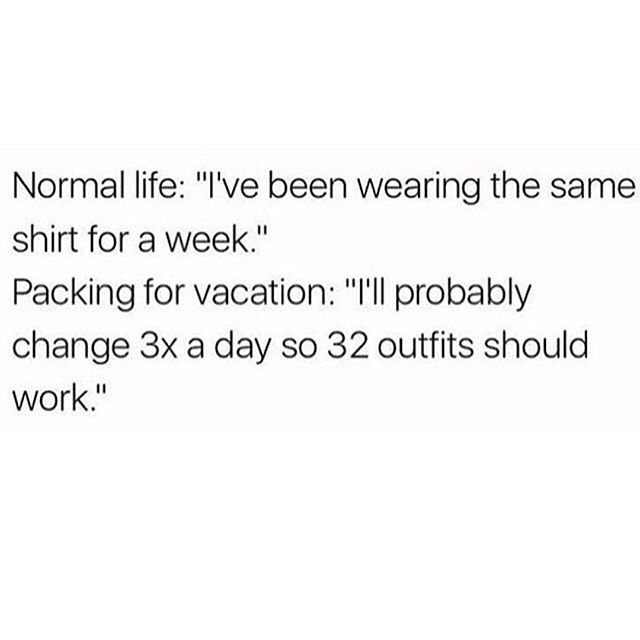 Normal life: "I've been wearing the same
shirt for a week."
Packing for vacation: "I'll probably
change 3x a day so 32 outfits should
work."